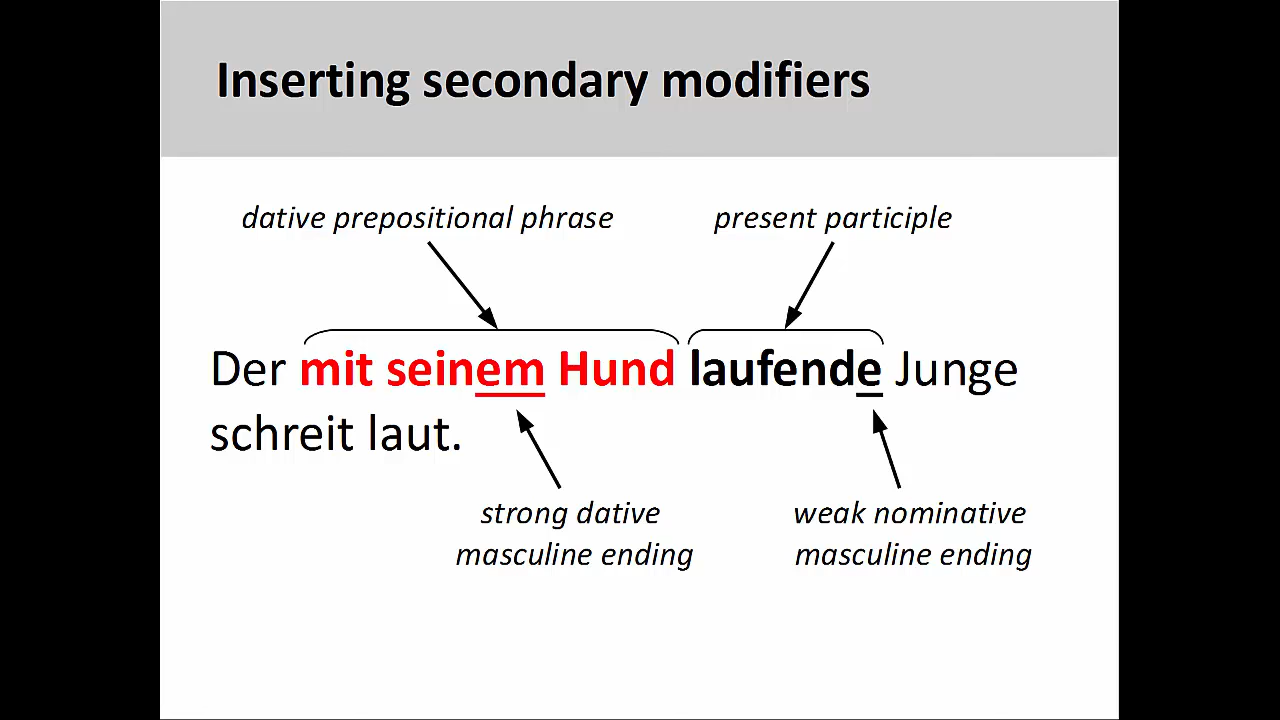 Inserting secondary modifiers
dative prepositional phrase
present participle
Der mit seinem Hund laufende Junge
schreit laut.
strong dative
masculine ending
weak nominative
masculine ending